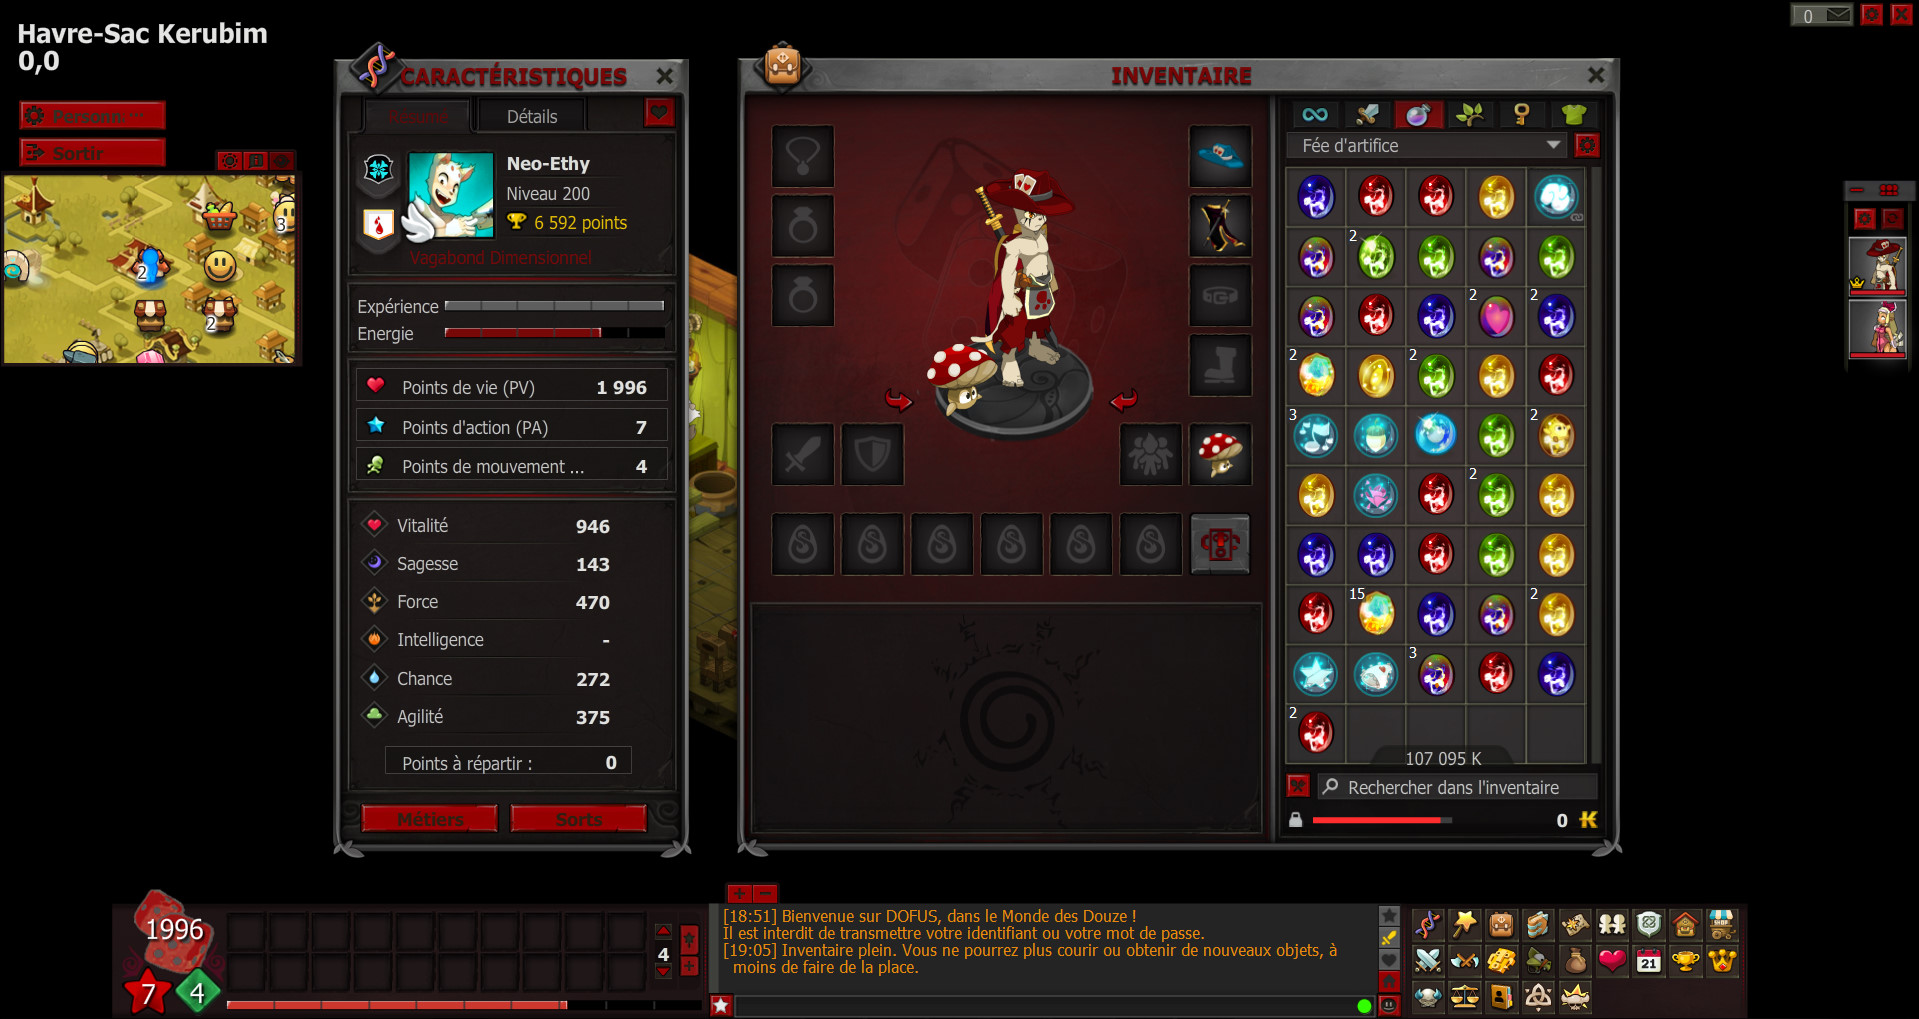 Havre-Sac Kerubim
0,0
Personn...
Sortir
3
2
2
CARACTÉRISTIQUES
Résumé
Détails
Neo-Ethy
Niveau 200
6 592 points
Vagabond Dimensionnel
Expérience
Energie
Points de vie (PV) 1 996
Points d'action (PA) 7
Points de mouvement ... 4
Vitalité 946
Sagesse 143
Force 470
Intelligence -
Chance 272
Agilité 375
Points à répartir : 0
Métiers
Sorts
INVENTAIRE
Fée d'artifice
2
2 2
2 2
3 2
2
15 2
3
2
107 095 K
Rechercher dans l'inventaire
0
0
1996
7
4
4
[18:51] Bienvenue sur DOFUS, dans le Monde des Douze !
Il est interdit de transmettre votre identifiant ou votre mot de passe.
[19:05] Inventaire plein. Vous ne pourrez plus courir ou obtenir de nouveaux objets, à
moins de faire de la place.
SHOP
21